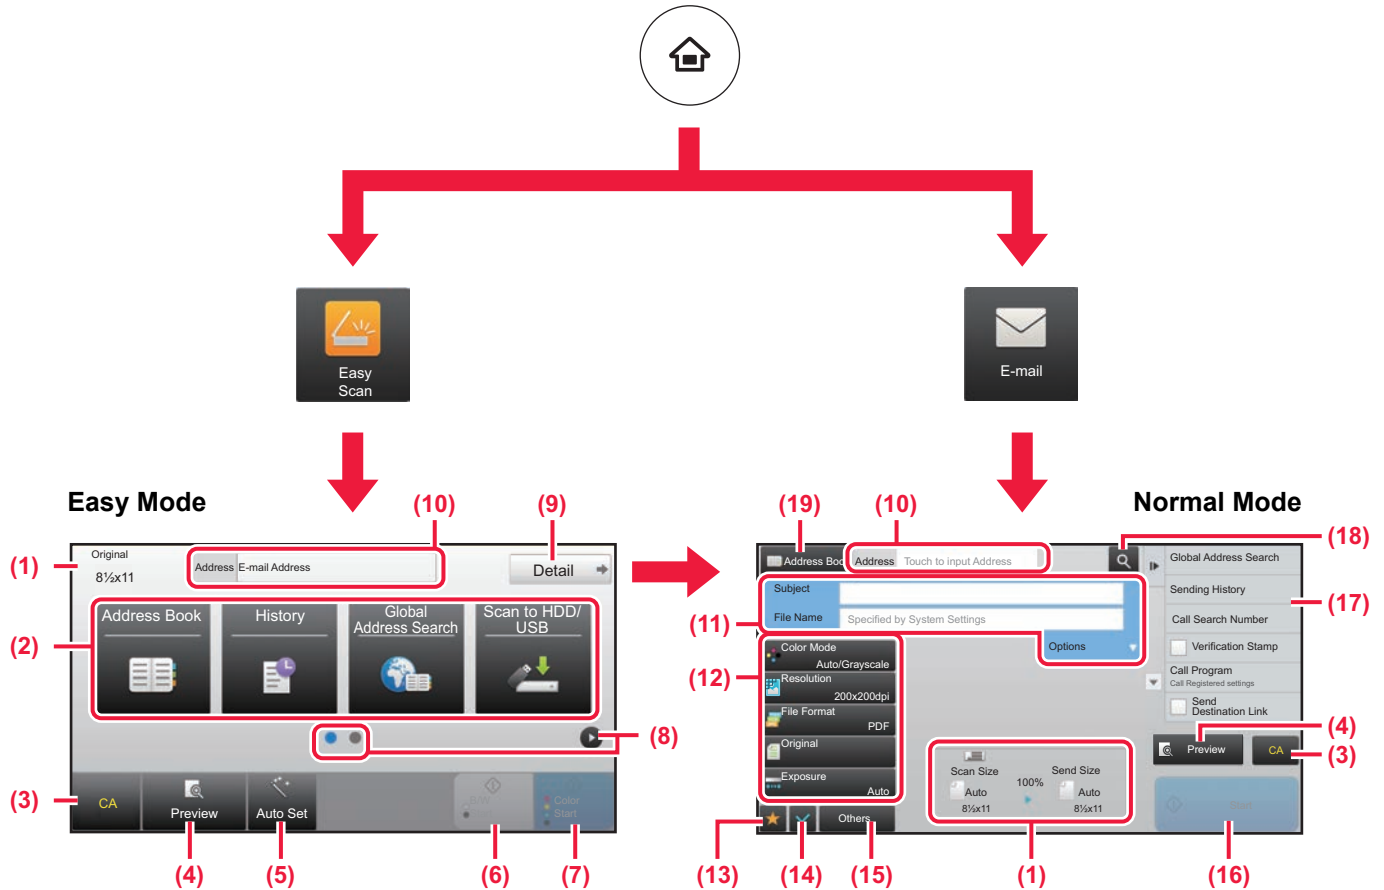 Easy
Scan
E-mail
Easy Mode
Normal Mode
(10)
(9)
(19)
(10)
(18)
(1)
Original
8½x11
Address
E-mail Address
Detail
(2)
Address Book
History
Global
Address Search
Scan to HDD/
USB
(8)
(3)
CA
Preview
Auto Set
Color
Start
(4)
(5)
(6)
(7)
Address Boo
Address
Touch to input Address
(11)
Subject
File Name
Specified by System Settings
Options
(12)
Color Mode
Auto/Grayscale
Resolution
200x200dpi
File Format
PDF
Original
Exposure
Auto
Others
Scan Size
Auto
8½x11
100%
Send Size
Auto
8½x11
Global Address Search
Sending History
(17)
Call Search Number
Verification Stamp
Call Program
Call Registered settings
Send
Destination Link
(4)
Preview
CA
(3)
Start
(13)
(14)
(15)
(1)
(16)